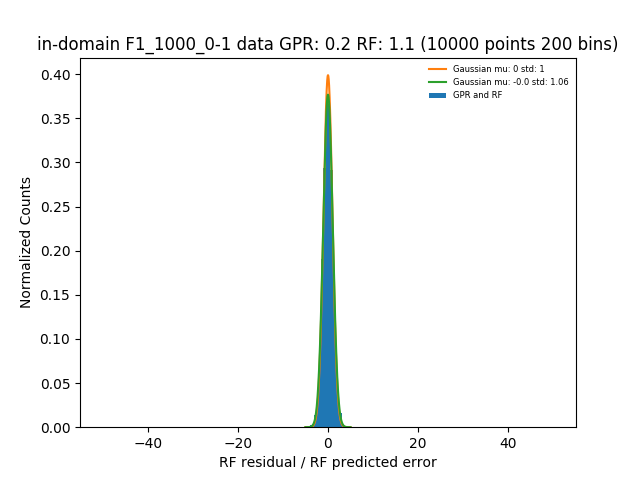 in-domain F1_1000_0-1 data GPR: 0.2 RF: 1.1 (10000 points 200 bins)
Gaussian mu: 0 std: 1
Gaussian mu: -0.0 std: 1.06
GPR and RF
0.40
0.35
0.30
0.25
0.20
0.15
0.10
0.05
0.00
Normalized Counts
−40 −20 0 20 40
RF residual / RF predicted error